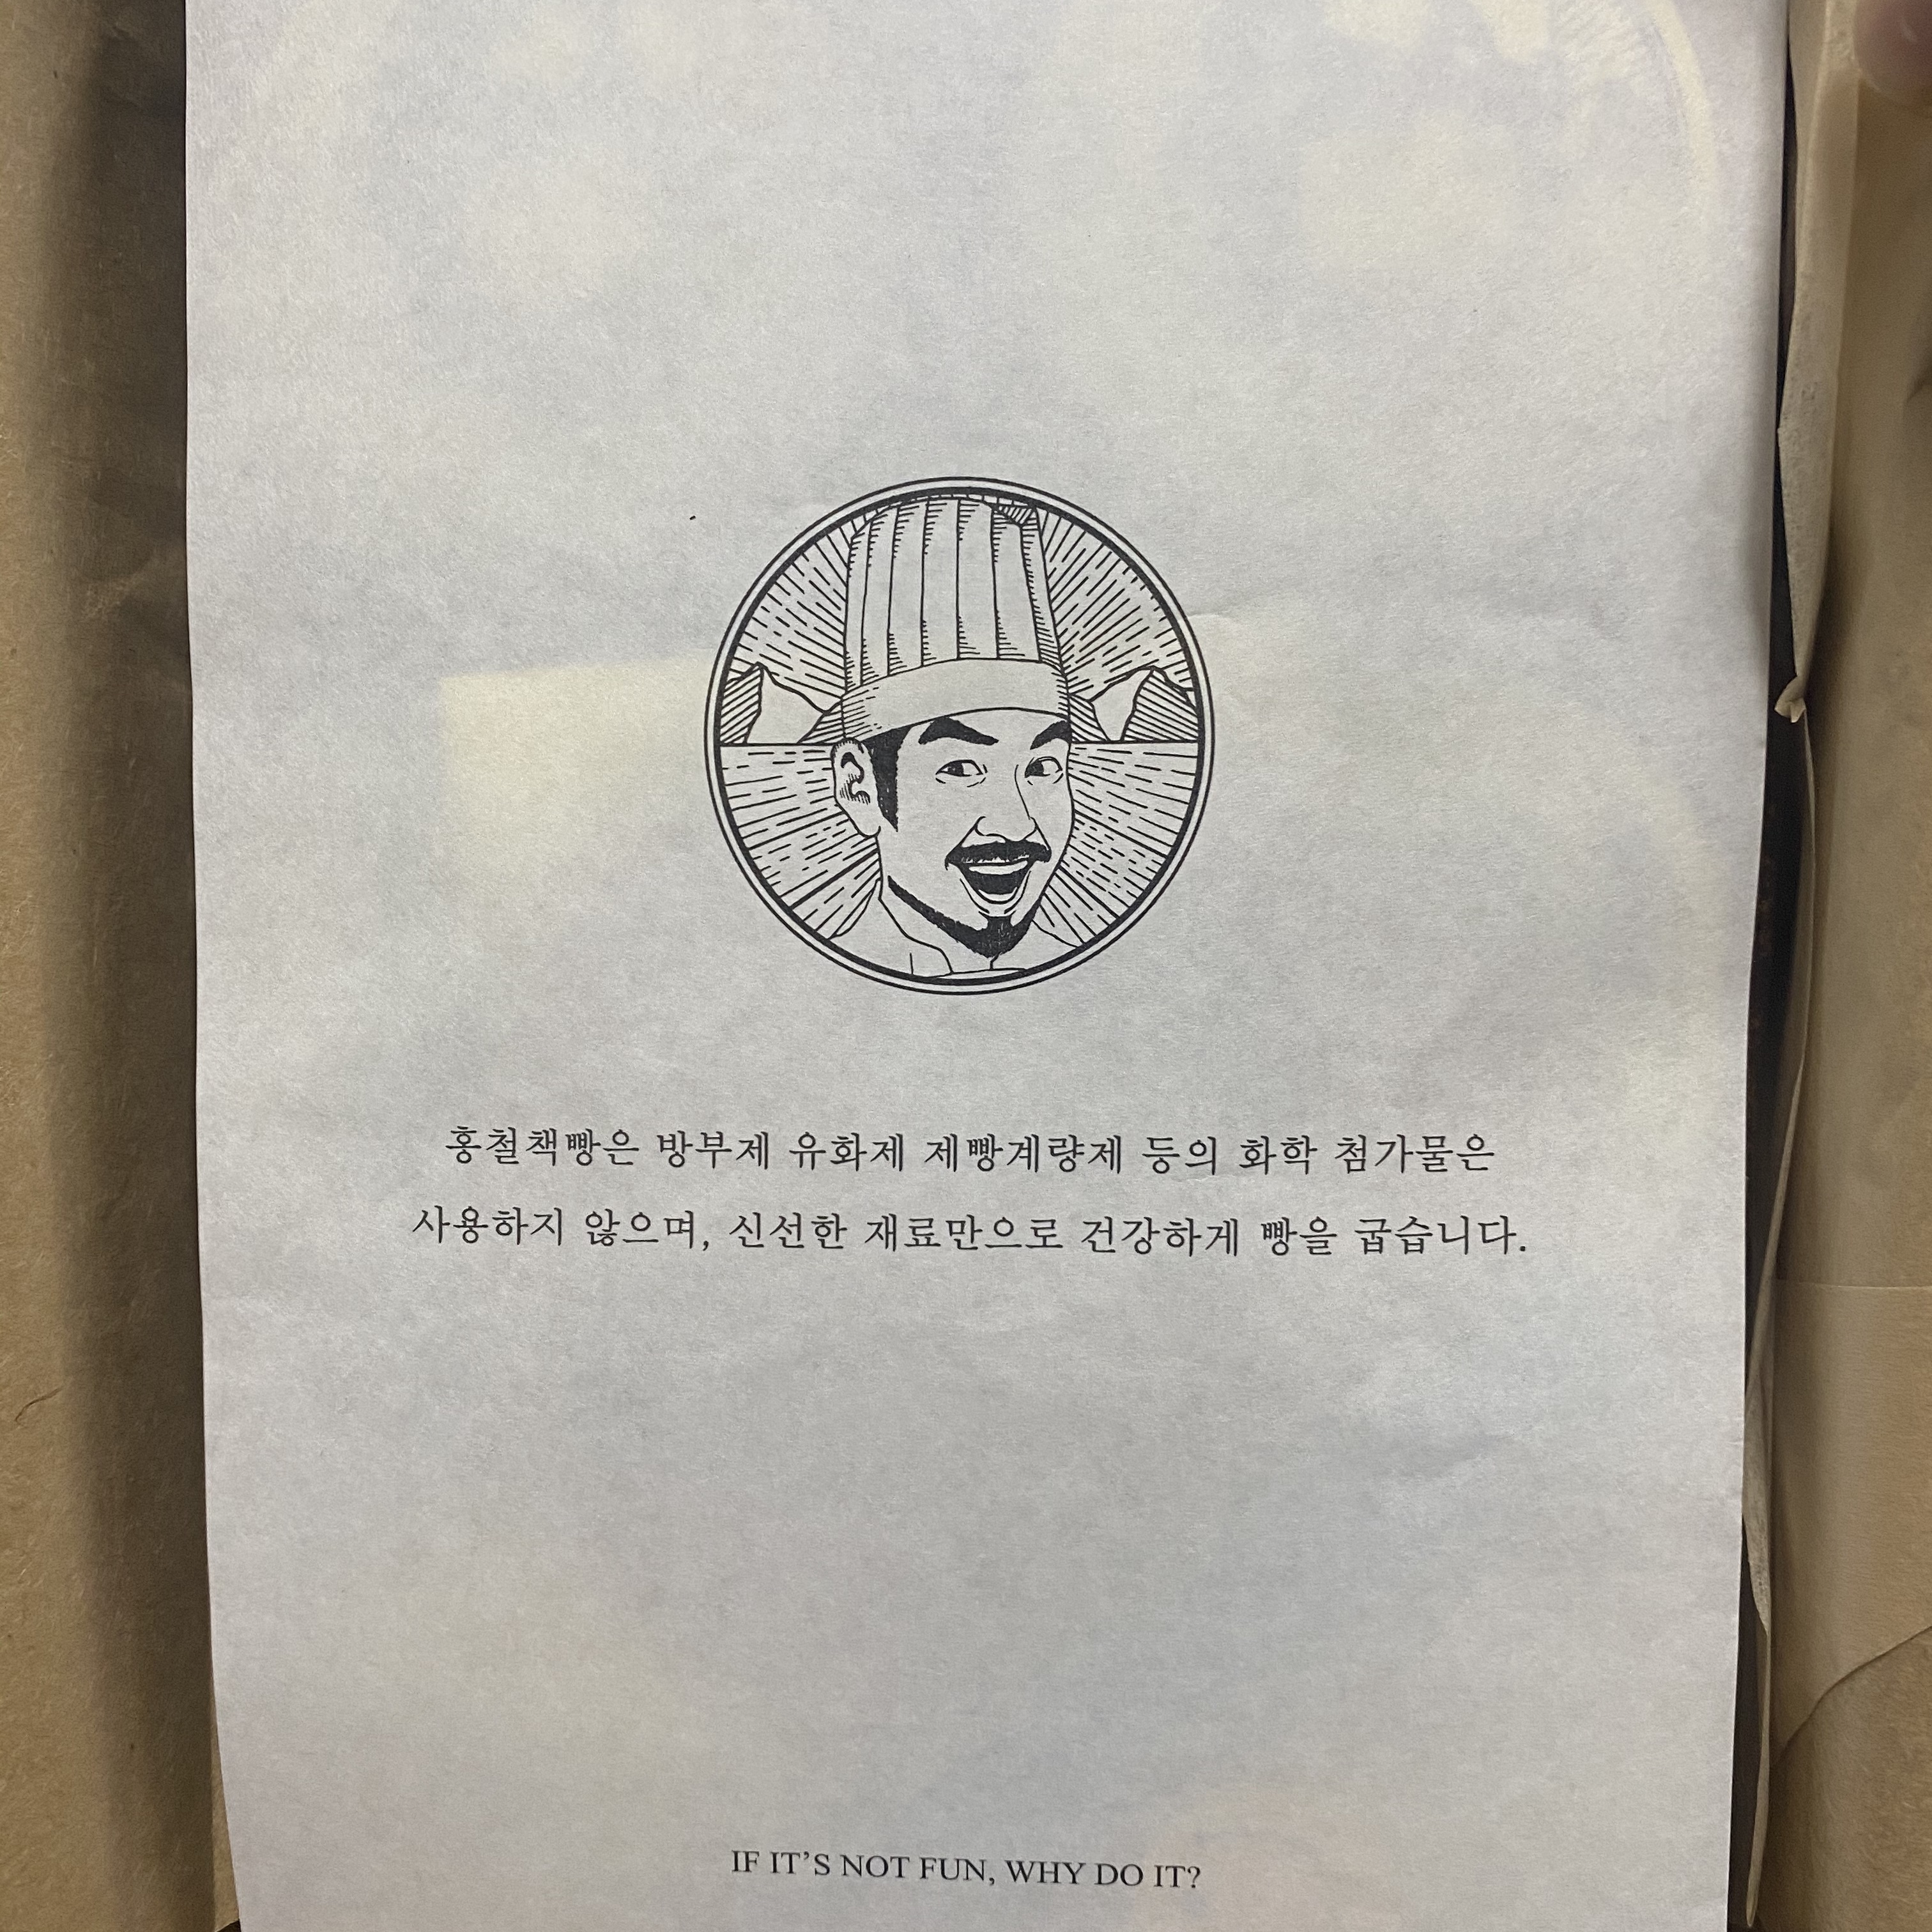 홍철책빵은 방부제 유화제 제빵계량제 등의 화학 첨가물은
사용하지 않으며, 신선한 재료만으로 건강하게 빵을 굽습니다.
IF IT’S NOT FUN, WHY DO IT?